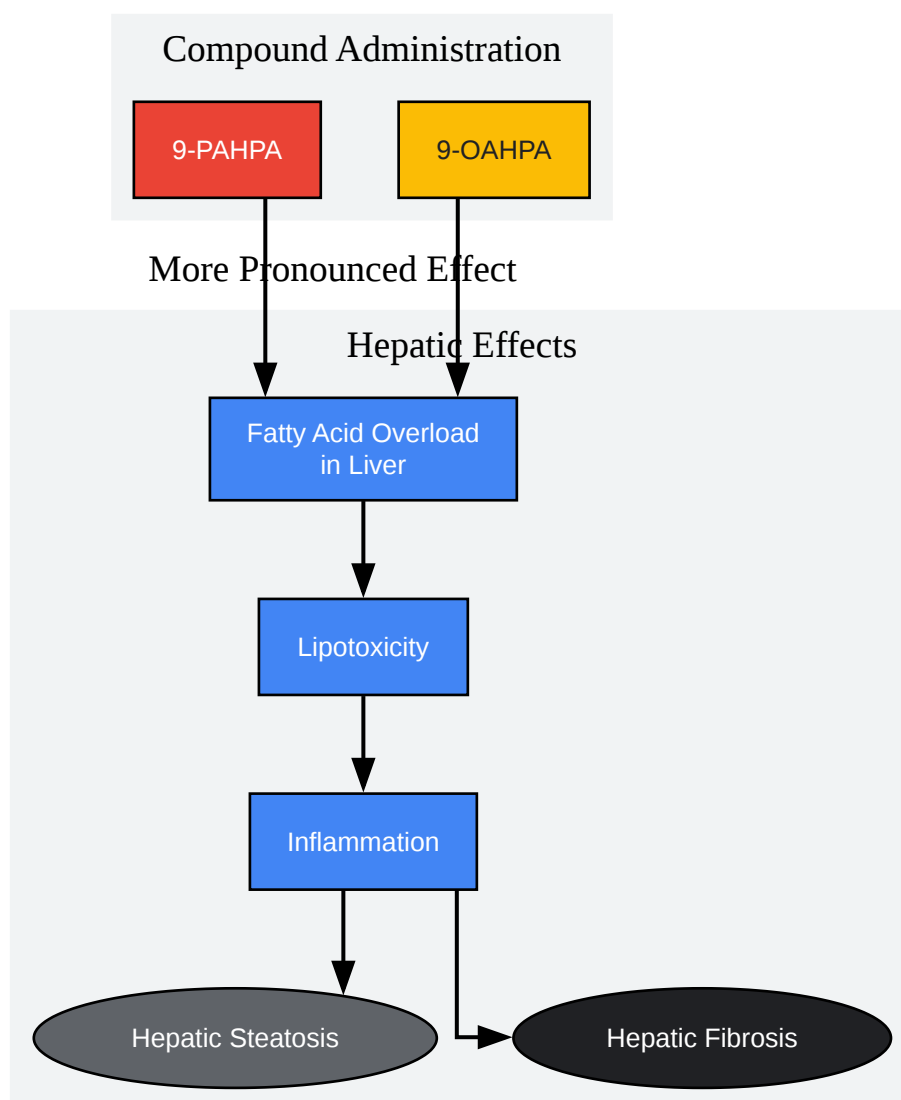 Compound Administration
9-PAHPA
9-OAHPA
More Pronounced Effect
Hepatic Effects
Fatty Acid Overload
in Liver
Lipotoxicity
Inflammation
Hepatic Steatosis
Hepatic Fibrosis